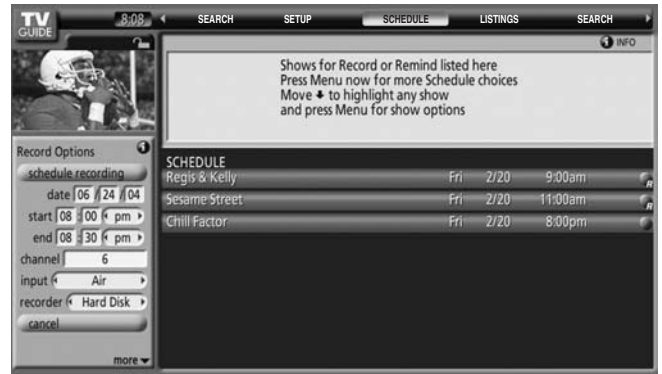 TV GUIDE
8:08
SEARCH SETUP SCHEDULE LISTINGS SEARCH
INFO
Shows for Record or Remind listed here
Press Menu now for more Schedule choices
Move to highlight any show
and press Menu for show options
Record Options
schedule recording
date 06 / 24 / 04
start 08 : 00 pm
end 08 : 30 pm
channel 6
input Air
recorder Hard Disk
cancel
more
SCHEDULE
Regis & Kelly Fri 2/20 9:00am R
Sesame Street Fri 2/20 11:00am R
Chill Factor Fri 2/20 8:00pm